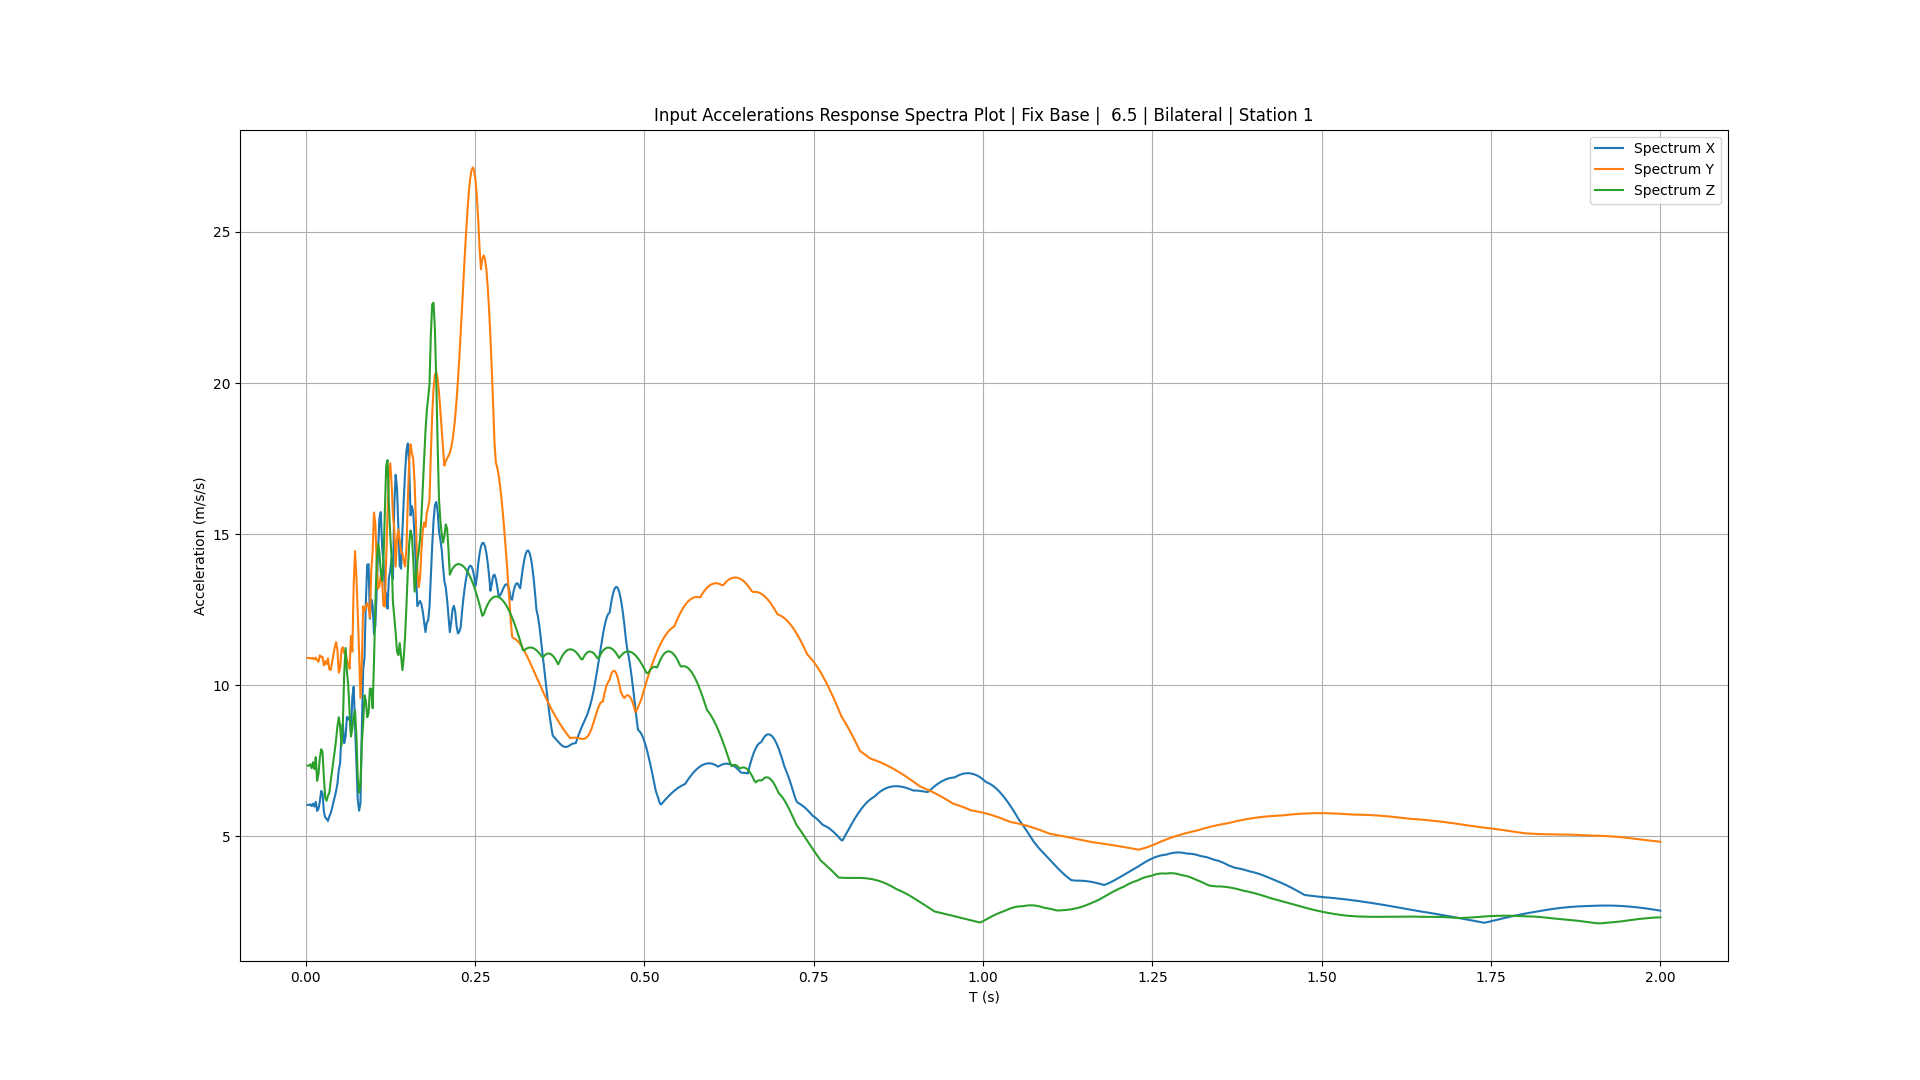 Input Accelerations Response Spectra Plot | Fix Base |  6.5 | Bilateral | Station 1
Spectrum X
Spectrum Y
Spectrum Z
Acceleration (m/s/s)
25
20
15
10
5
0.00 0.25 0.50 0.75 1.00 1.25 1.50 1.75 2.00
T (s)